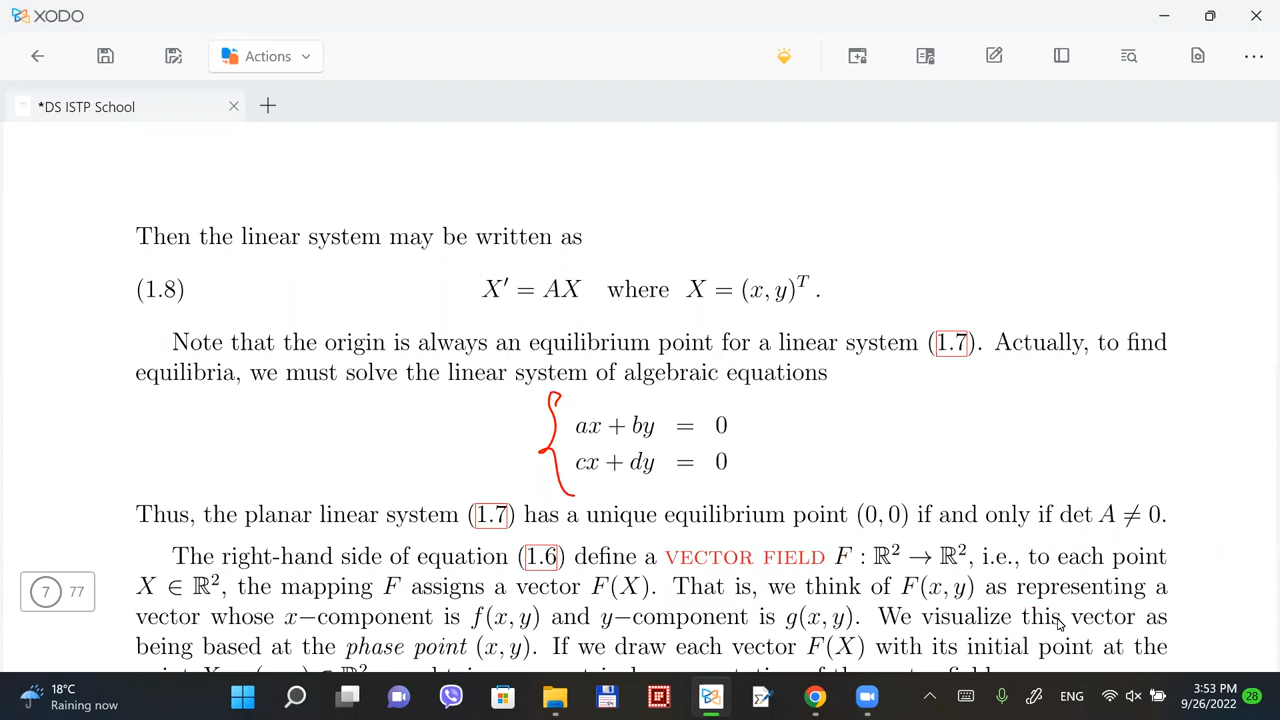 XODO
Actions
*DS ISTP School
Then the linear system may be written as
(1.8) X′ = AX where X = (x, y)ᵀ .
Note that the origin is always an equilibrium point for a linear system (1.7). Actually, to find
equilibria, we must solve the linear system of algebraic equations
ax + by = 0
cx + dy = 0
Thus, the planar linear system (1.7) has a unique equilibrium point (0, 0) if and only if det A ≠ 0.
The right-hand side of equation (1.6) define a VECTOR FIELD F : ℝ² → ℝ², i.e., to each point
X ∈ ℝ², the mapping F assigns a vector F(X). That is, we think of F(x, y) as representing a
vector whose x−component is f(x, y) and y−component is g(x, y). We visualize this vector as
being based at the phase point (x, y). If we draw each vector F(X) with its initial point at the
7 77
18°C
Raining now
ENG
3:53 PM
9/26/2022
28